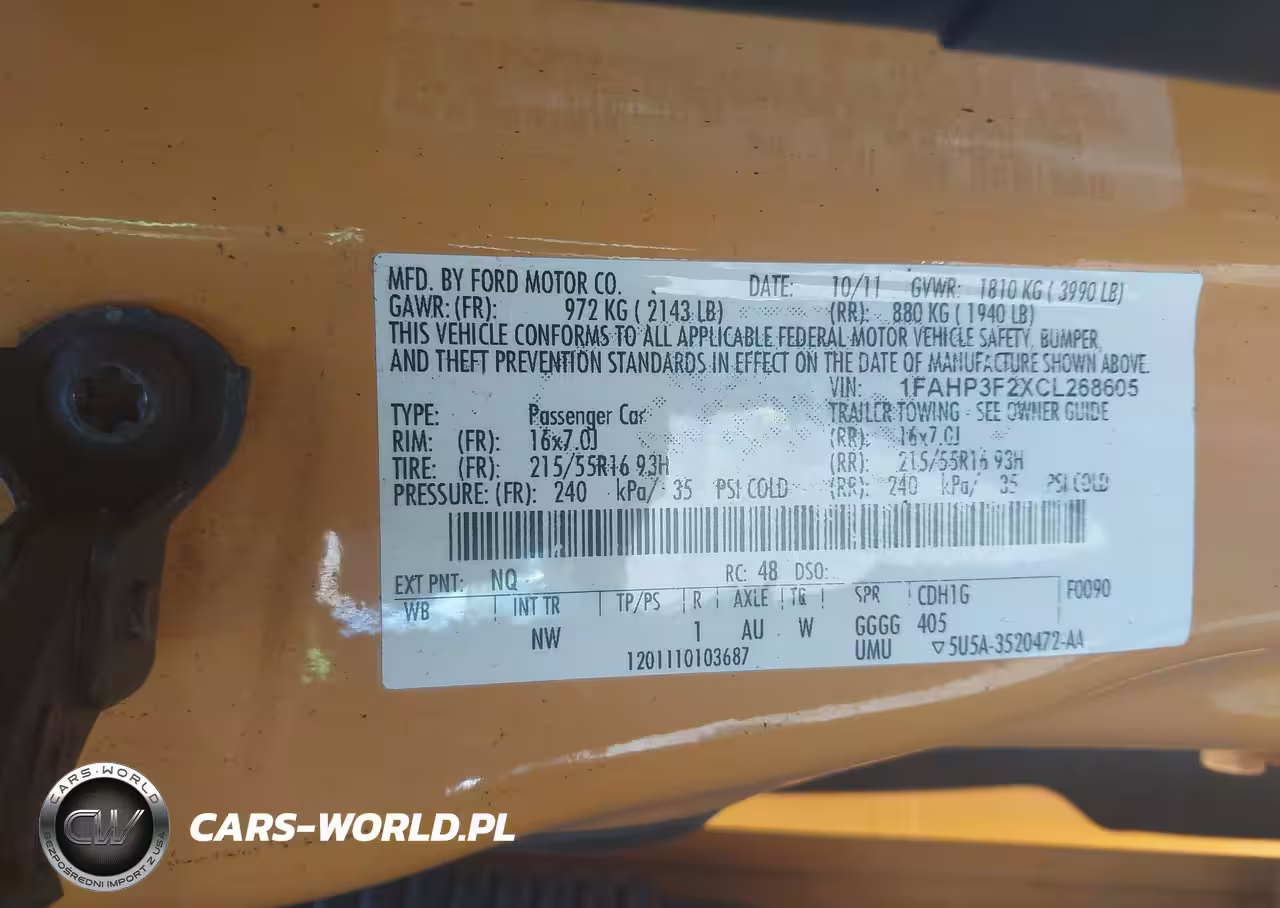 MFD. BY FORD MOTOR CO. DATE: 10/11 GVWR: 1810 KG ( 3990 LB)
GAWR: (FR): 972 KG ( 2143 LB) (RR): 880 KG ( 1940 LB)
THIS VEHICLE CONFORMS TO ALL APPLICABLE FEDERAL MOTOR VEHICLE SAFETY, BUMPER,
AND THEFT PREVENTION STANDARDS IN EFFECT ON THE DATE OF MANUFACTURE SHOWN ABOVE.
VIN: 1FAHP3F2XCL268605
TYPE: Passenger Car TRAILER TOWING - SEE OWNER GUIDE
RIM: (FR): 16x7.0J (RR): 16x7.0J
TIRE: (FR): 215/55R16 93H (RR): 215/55R16 93H
PRESSURE: (FR): 240 kPa/ 35 PSI COLD (RR): 240 kPa/ 35 PSI COLD
EXT PNT: NQ RC: 48 DSO:
WB INT TR TP/PS R AXLE TR SPR CDH1G F0090
NW 1 AU W GGGG 405
1201110103687 UMU ▽5U5A-3520472-AA
CARS-WORLD
CW
BEZPOŚREDNI IMPORT Z USA
CARS-WORLD.PL